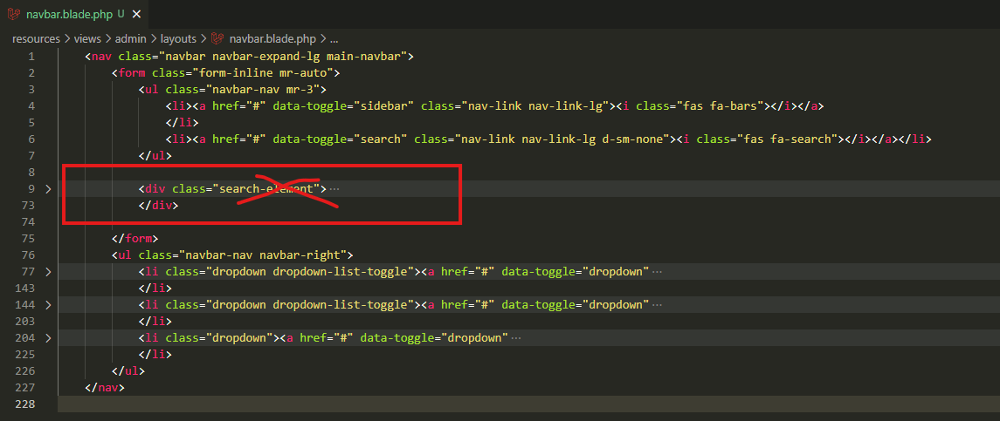 navbar.blade.php U ×
resources > views > admin > layouts > navbar.blade.php > ...
1 <nav class="navbar navbar-expand-lg main-navbar">
2 <form class="form-inline mr-auto">
3 <ul class="navbar-nav mr-3">
4 <li><a href="#" data-toggle="sidebar" class="nav-link nav-link-lg"><i class="fas fa-bars"></i></a>
5 </li>
6 <li><a href="#" data-toggle="search" class="nav-link nav-link-lg d-sm-none"><i class="fas fa-search"></i></a></li>
7 </ul>
8
9 > <div class="search-element"> ...
73 </div>
74
75 </form>
76 <ul class="navbar-nav navbar-right">
77 > <li class="dropdown dropdown-list-toggle"><a href="#" data-toggle="dropdown" ...
143 </li>
144 > <li class="dropdown dropdown-list-toggle"><a href="#" data-toggle="dropdown" ...
203 </li>
204 > <li class="dropdown"><a href="#" data-toggle="dropdown" ...
225 </li>
226 </ul>
227 </nav>
228